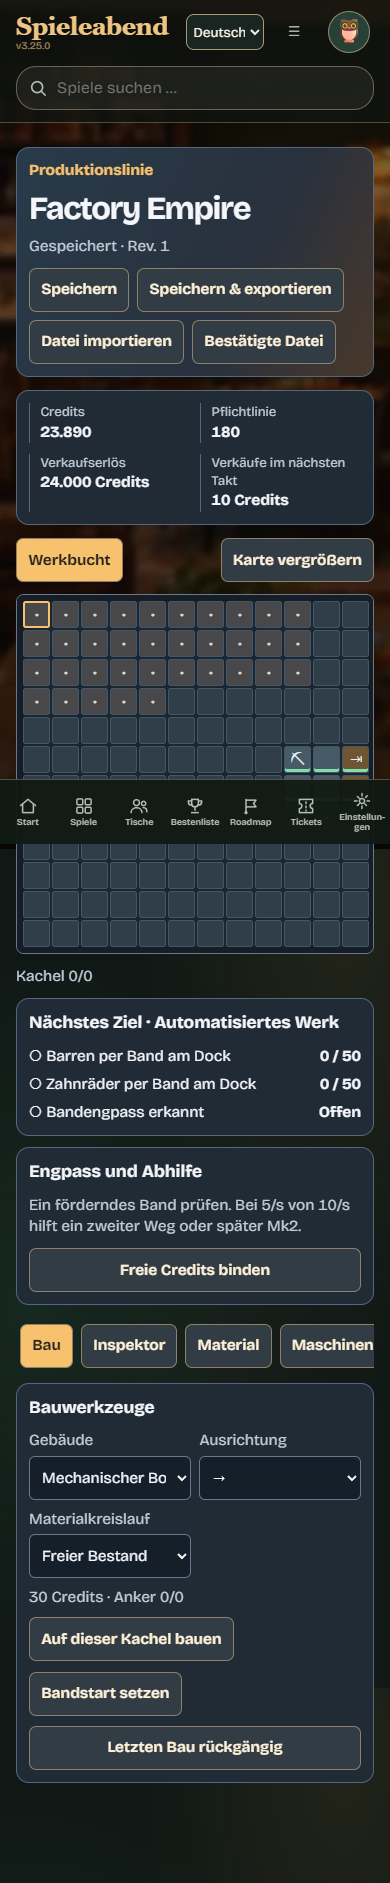 Spieleabend
v3.25.0
Deutsch
Spiele suchen ...
Produktionslinie
Factory Empire
Gespeichert · Rev. 1
Speichern
Speichern & exportieren
Datei importieren
Bestätigte Datei
Credits
23.890
Pflichtlinie
180
Verkaufserlös
24.000 Credits
Verkäufe im nächsten
Takt
10 Credits
Werkbucht
Karte vergrößern
Start
Spiele
Tische
Bestenliste
Roadmap
Tickets
Einstellun-
gen
Kachel 0/0
Nächstes Ziel · Automatisiertes Werk
Barren per Band am Dock 0 / 50
Zahnräder per Band am Dock 0 / 50
Bandengpass erkannt Offen
Engpass und Abhilfe
Ein förderndes Band prüfen. Bei 5/s von 10/s
hilft ein zweiter Weg oder später Mk2.
Freie Credits binden
Bau
Inspektor
Material
Maschinen
Bauwerkzeuge
Gebäude
Ausrichtung
Mechanischer Bo
→
Materialkreislauf
Freier Bestand
30 Credits · Anker 0/0
Auf dieser Kachel bauen
Bandstart setzen
Letzten Bau rückgängig